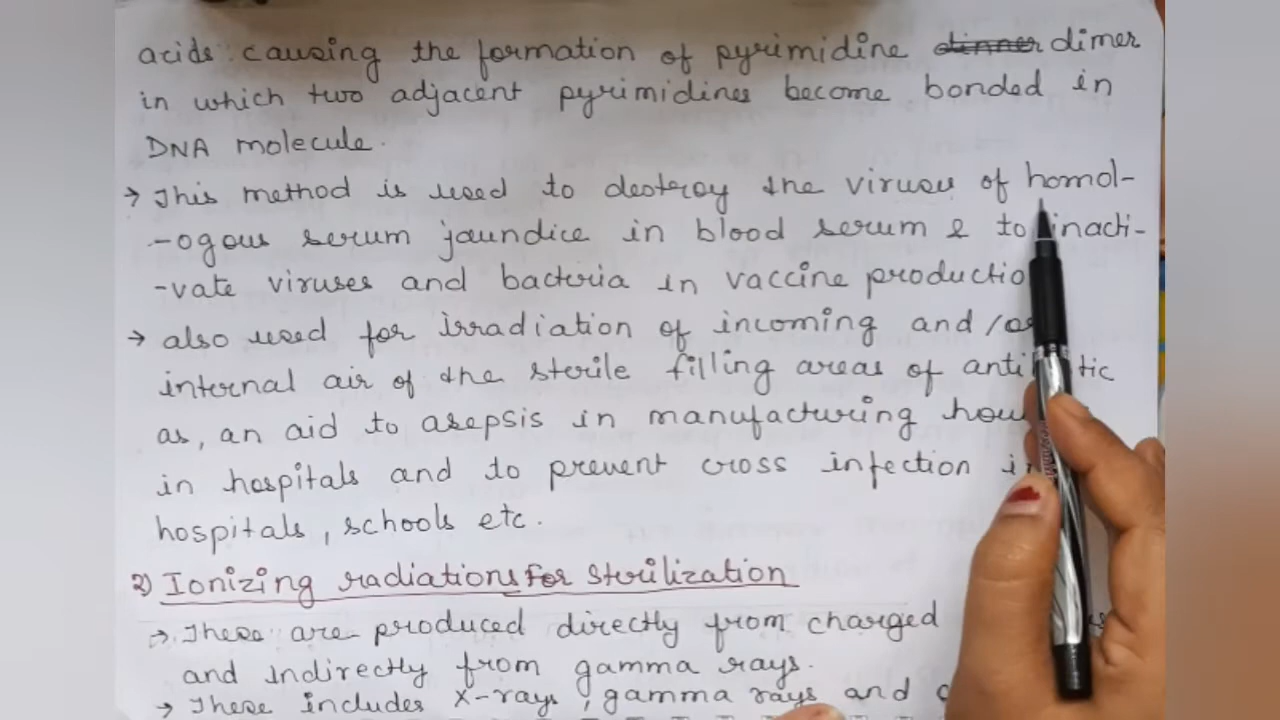 acids causing the formation of pyrimidine dimer
in which two adjacent pyrimidines become bonded in
DNA molecule.
→ This method is used to destroy the viruses of homol-
-ogous serum jaundice in blood serum & to inacti-
-vate viruses and bacteria in vaccine productio
→ also used for irradiation of incoming and /or
internal air of the sterile filling areas of anti tic
as, an aid to asepsis in manufacturing hou
in hospitals and to prevent cross infection in
hospitals, schools etc.
2) Ionizing radiations For Sterilization
→ These are produced directly from charged
and indirectly from gamma rays.
→ These includes X-rays, gamma rays and